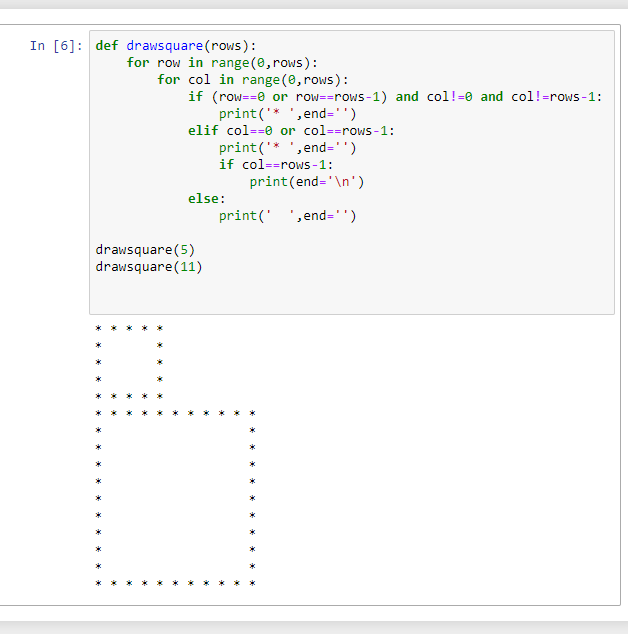 In [6]: def drawsquare(rows):
    for row in range(0,rows):
        for col in range(0,rows):
            if (row==0 or row==rows-1) and col!=0 and col!=rows-1:
                print('* ',end='')
            elif col==0 or col==rows-1:
                print('* ',end='')
                if col==rows-1:
                    print(end='\n')
            else:
                print('  ',end='')
drawsquare(5)
drawsquare(11)
* * * * *
*       *
*       *
*       *
* * * * *
* * * * * * * * * * *
*                   *
*                   *
*                   *
*                   *
*                   *
*                   *
*                   *
*                   *
*                   *
* * * * * * * * * * *